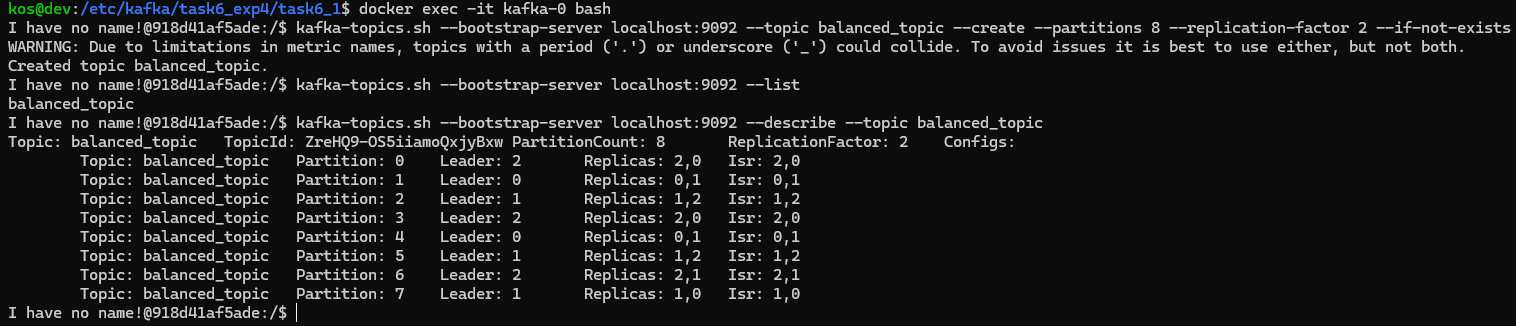 kos@dev:/etc/kafka/task6_exp4/task6_1$ docker exec -it kafka-0 bash
I have no name!@918d41af5ade:/$ kafka-topics.sh --bootstrap-server localhost:9092 --topic balanced_topic --create --partitions 8 --replication-factor 2 --if-not-exists
WARNING: Due to limitations in metric names, topics with a period ('.') or underscore ('_') could collide. To avoid issues it is best to use either, but not both.
Created topic balanced_topic.
I have no name!@918d41af5ade:/$ kafka-topics.sh --bootstrap-server localhost:9092 --list
balanced_topic
I have no name!@918d41af5ade:/$ kafka-topics.sh --bootstrap-server localhost:9092 --describe --topic balanced_topic
Topic: balanced_topic   TopicId: ZreHQ9-OS5iiamoQxjyBxw PartitionCount: 8       ReplicationFactor: 2    Configs:
        Topic: balanced_topic   Partition: 0    Leader: 2       Replicas: 2,0   Isr: 2,0
        Topic: balanced_topic   Partition: 1    Leader: 0       Replicas: 0,1   Isr: 0,1
        Topic: balanced_topic   Partition: 2    Leader: 1       Replicas: 1,2   Isr: 1,2
        Topic: balanced_topic   Partition: 3    Leader: 2       Replicas: 2,0   Isr: 2,0
        Topic: balanced_topic   Partition: 4    Leader: 0       Replicas: 0,1   Isr: 0,1
        Topic: balanced_topic   Partition: 5    Leader: 1       Replicas: 1,2   Isr: 1,2
        Topic: balanced_topic   Partition: 6    Leader: 2       Replicas: 2,1   Isr: 2,1
        Topic: balanced_topic   Partition: 7    Leader: 1       Replicas: 1,0   Isr: 1,0
I have no name!@918d41af5ade:/$